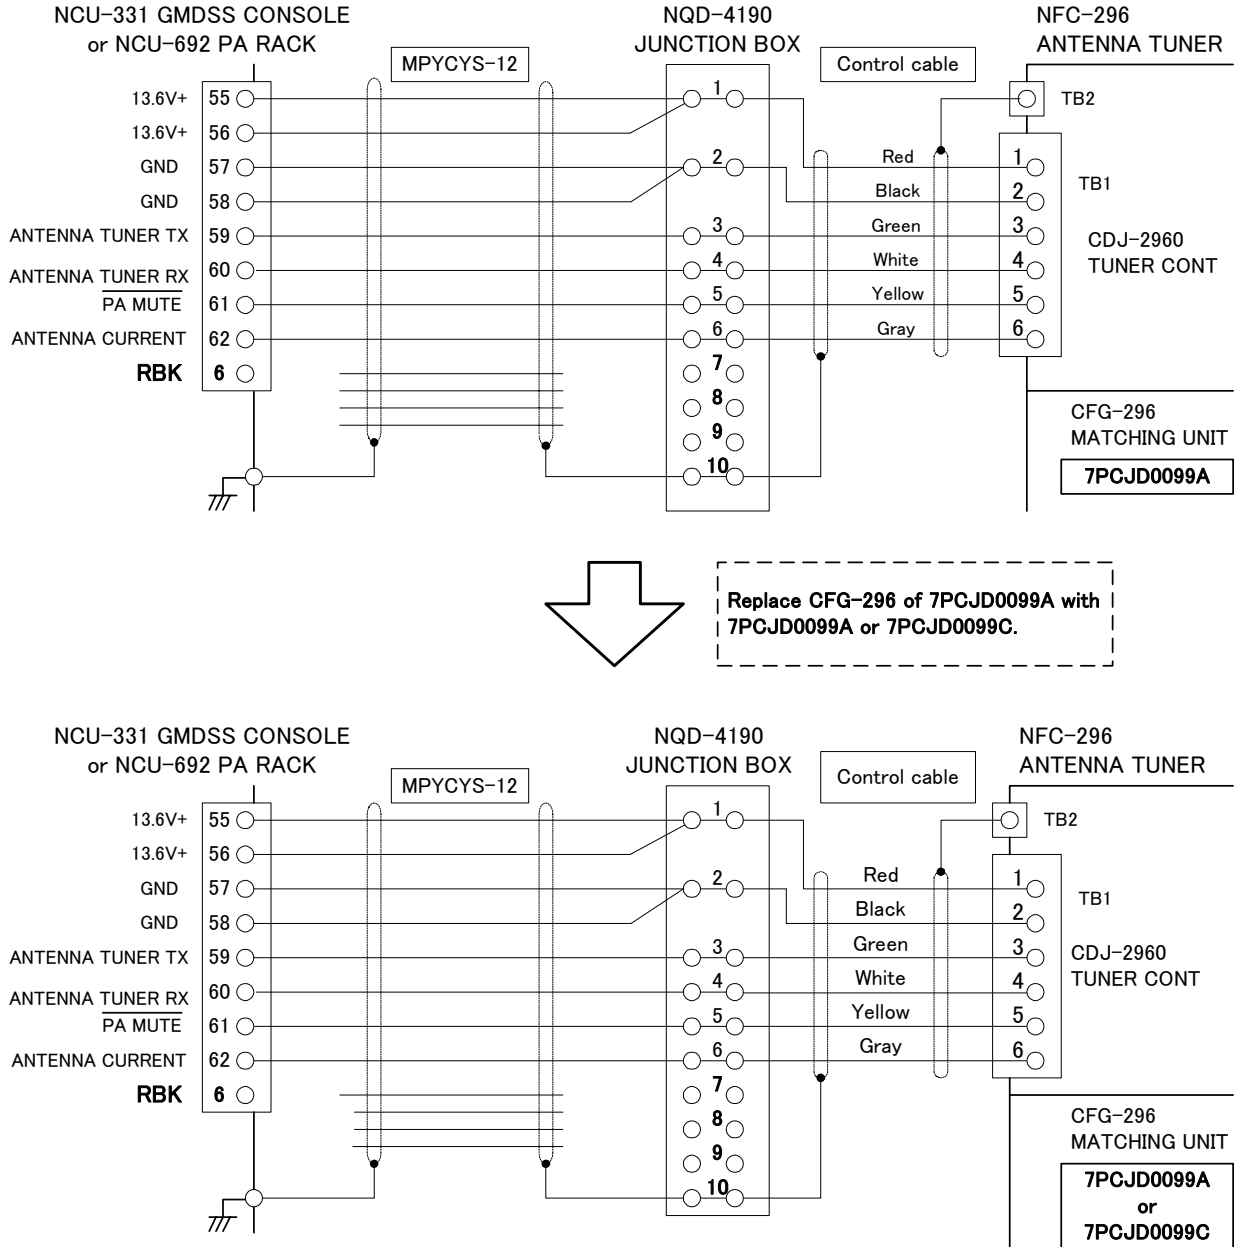 NCU-331 GMDSS CONSOLE
or NCU-692 PA RACK
NQD-4190
JUNCTION BOX
NFC-296
ANTENNA TUNER
MPYCYS-12
Control cable
13.6V+ 55
13.6V+ 56
GND 57
GND 58
ANTENNA TUNER TX 59
ANTENNA TUNER RX 60
PA MUTE 61
ANTENNA CURRENT 62
RBK 6
1
2
3
4
5
6
7
8
9
10
Red
Black
Green
White
Yellow
Gray
TB2
1
2
3
4
5
6
TB1
CDJ-2960
TUNER CONT
CFG-296
MATCHING UNIT
7PCJD0099A
Replace CFG-296 of 7PCJD0099A with
7PCJD0099A or 7PCJD0099C.
NCU-331 GMDSS CONSOLE
or NCU-692 PA RACK
NQD-4190
JUNCTION BOX
NFC-296
ANTENNA TUNER
MPYCYS-12
Control cable
13.6V+ 55
13.6V+ 56
GND 57
GND 58
ANTENNA TUNER TX 59
ANTENNA TUNER RX 60
PA MUTE 61
ANTENNA CURRENT 62
RBK 6
1
2
3
4
5
6
7
8
9
10
Red
Black
Green
White
Yellow
Gray
TB2
1
2
3
4
5
6
TB1
CDJ-2960
TUNER CONT
CFG-296
MATCHING UNIT
7PCJD0099A
or
7PCJD0099C